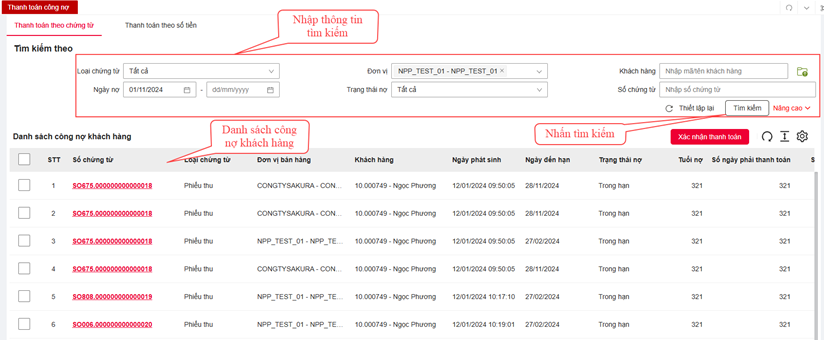 Thanh toán công nợ
Thanh toán theo chứng từ Thanh toán theo số tiền
Nhập thông tin
tìm kiếm
Tìm kiếm theo
Loại chứng từ Tất cả Đơn vị NPP_TEST_01 - NPP_TEST_01 × Khách hàng Nhập mã/tên khách hàng
Ngày nợ 01/11/2024 - dd/mm/yyyy Trạng thái nợ Tất cả Số chứng từ Nhập số chứng từ
Thiết lập lại Tìm kiếm Nâng cao
Danh sách công
nợ khách hàng
Nhấn tìm kiếm
Danh sách công nợ khách hàng Xác nhận thanh toán
STT Số chứng từ Loại chứng từ Đơn vị bán hàng Khách hàng Ngày phát sinh Ngày đến hạn Trạng thái nợ Tuổi nợ Số ngày phải thanh toán S
1 SO675.000000000000018 Phiếu thu CONGTYSAKURA - CON... 10.000749 - Ngọc Phương 12/01/2024 09:50:05 28/11/2024 Trong hạn 321 321
2 SO675.000000000000018 Phiếu thu CONGTYSAKURA - CON... 10.000749 - Ngọc Phương 12/01/2024 09:50:05 28/11/2024 Trong hạn 321 321
3 SO675.000000000000018 Phiếu thu NPP_TEST_01 - NPP_TE... 10.000749 - Ngọc Phương 12/01/2024 09:50:05 27/02/2024 Trong hạn 321 321
4 SO675.000000000000018 Phiếu thu CONGTYSAKURA - CON... 10.000749 - Ngọc Phương 12/01/2024 09:50:05 28/11/2024 Trong hạn 321 321
5 SO808.000000000000019 Phiếu thu NPP_TEST_01 - NPP_TE... 10.000749 - Ngọc Phương 12/01/2024 10:17:10 27/02/2024 Trong hạn 321 321
6 SO006.000000000000020 Phiếu thu NPP_TEST_01 - NPP_TE... 10.000749 - Ngọc Phương 12/01/2024 10:19:01 27/02/2024 Trong hạn 321 321